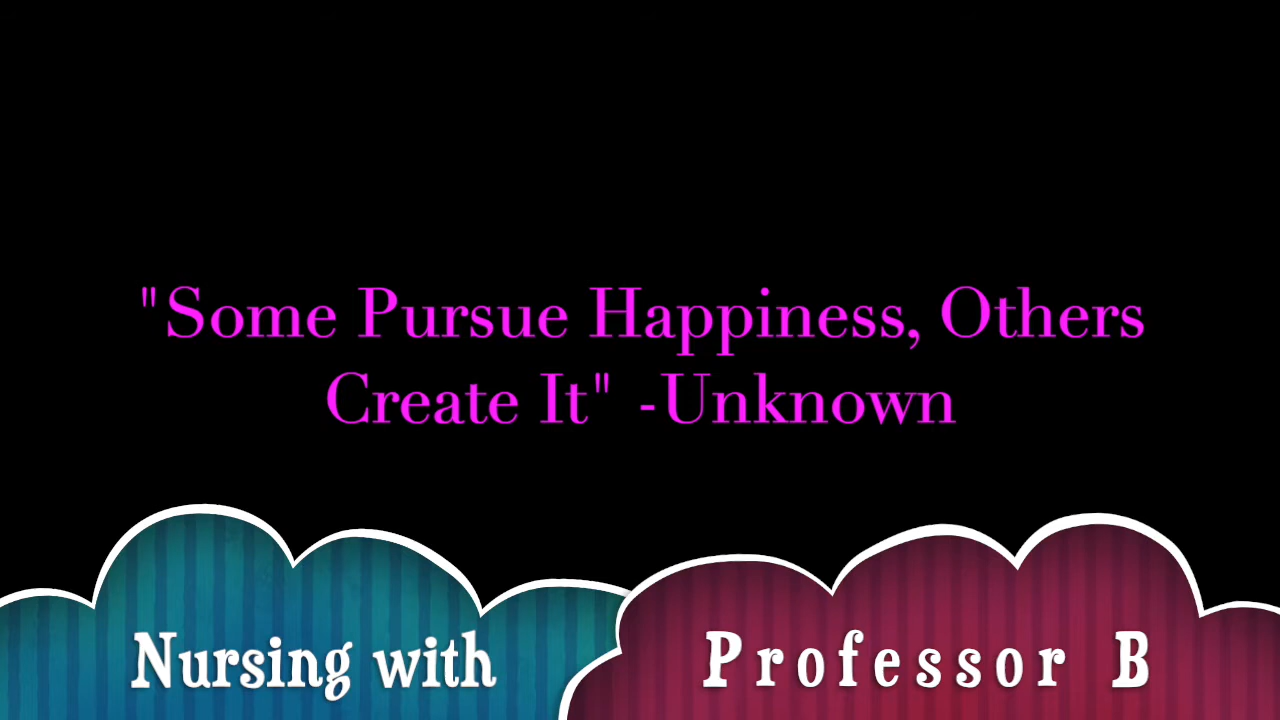 "Some Pursue Happiness, Others
Create It" -Unknown
Nursing with
Professor B